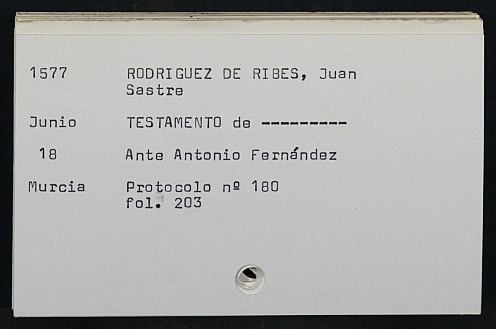 1577 RODRIGUEZ DE RIBES, Juan
Sastre
Junio TESTAMENTO de ---------
18 Ante Antonio Fernández
Murcia Protocolo nº 180
fol. 203